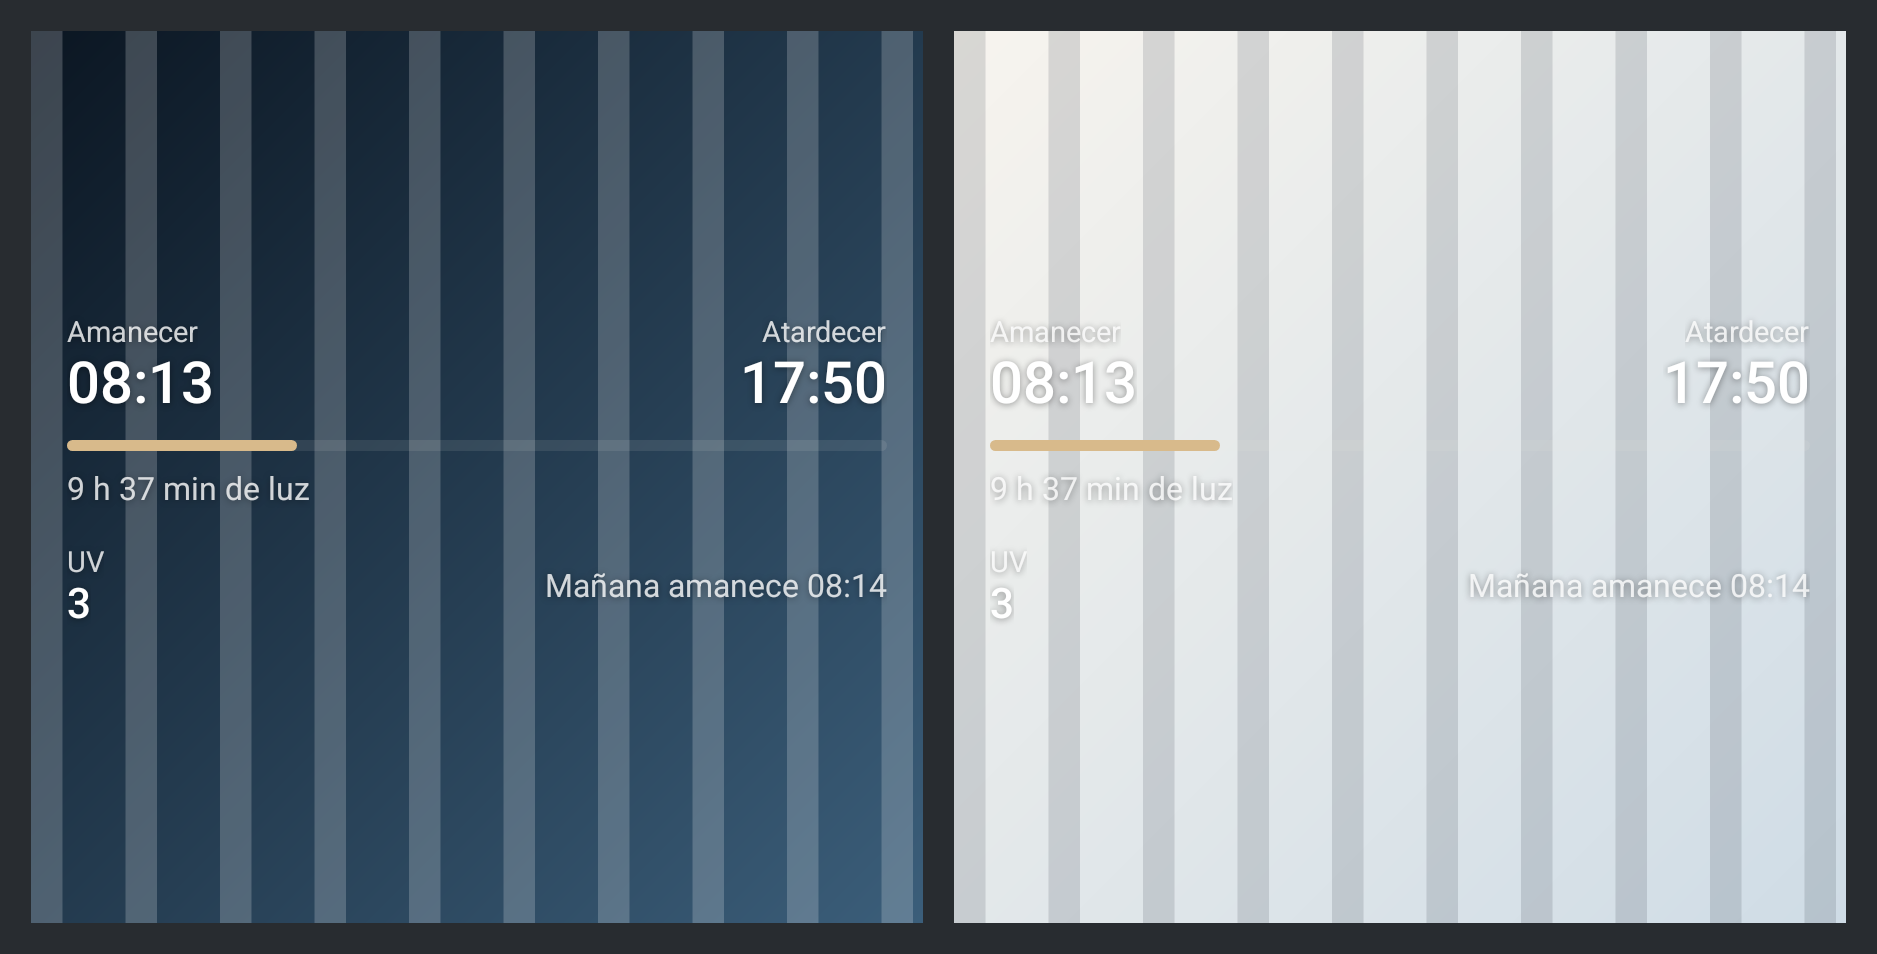 Amanecer
Atardecer
08:13
17:50
9 h 37 min de luz
UV
3
Mañana amanece 08:14
Amanecer
Atardecer
08:13
17:50
9 h 37 min de luz
UV
3
Mañana amanece 08:14